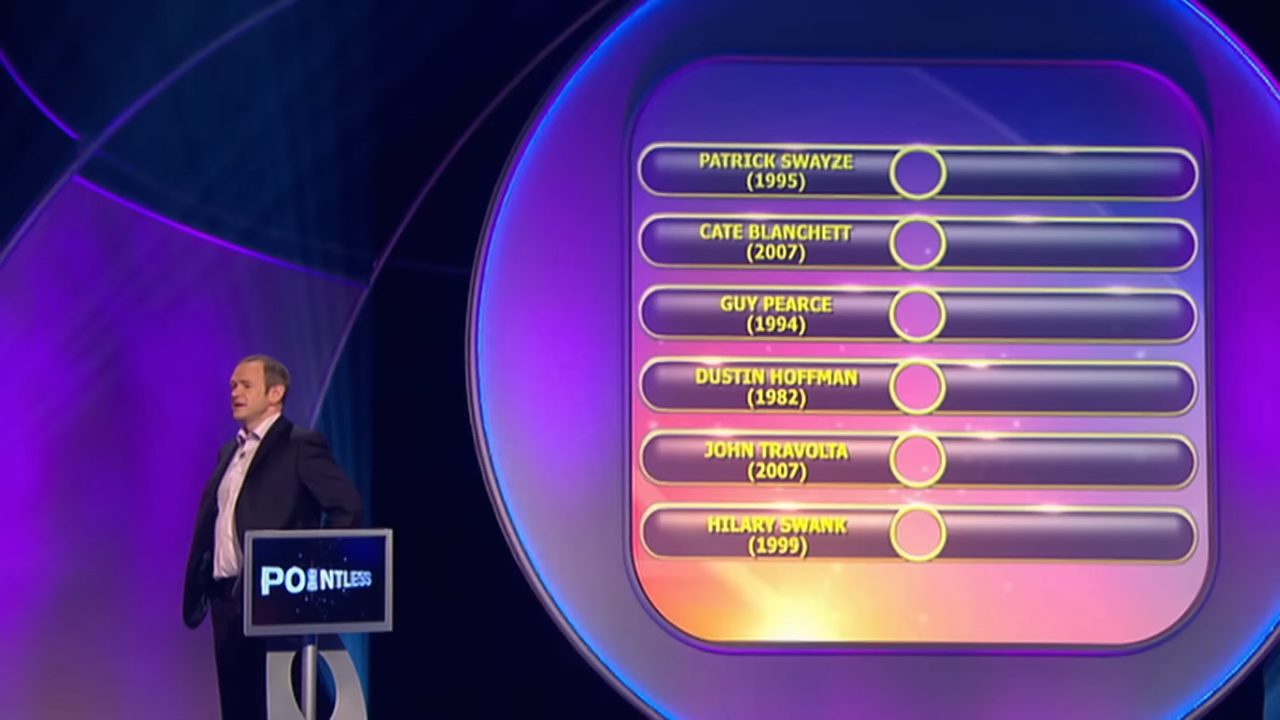 PATRICK SWAYZE
(1995)
CATE BLANCHETT
(2007)
GUY PEARCE
(1994)
DUSTIN HOFFMAN
(1982)
JOHN TRAVOLTA
(2007)
HILARY SWANK
(1999)
POINTLESS